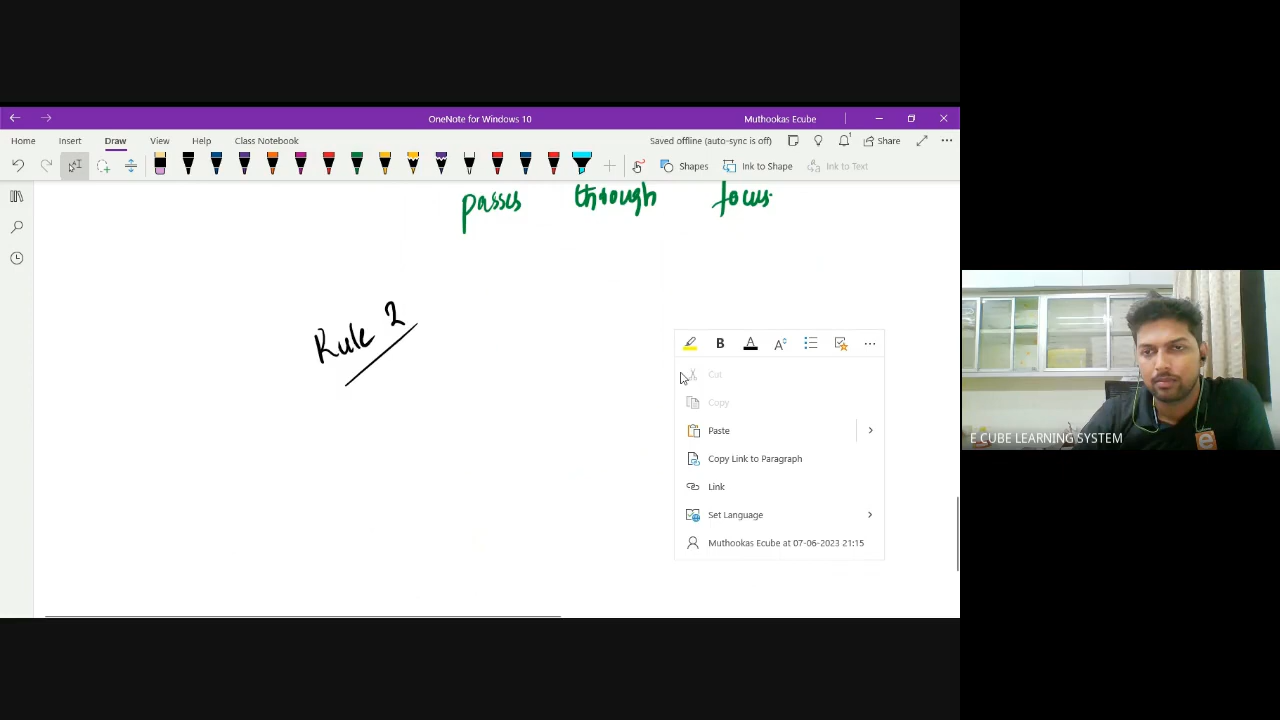 OneNote for Windows 10
Muthookas Ecube
Home Insert Draw View Help Class Notebook
Saved offline (auto-sync is off)
Share
Shapes Ink to Shape Ink to Text
passes through focus
Rule 2
B A A
Cut
Copy
Paste
Copy Link to Paragraph
Link
Set Language
Muthookas Ecube at 07-06-2023 21:15
E CUBE LEARNING SYSTEM
e